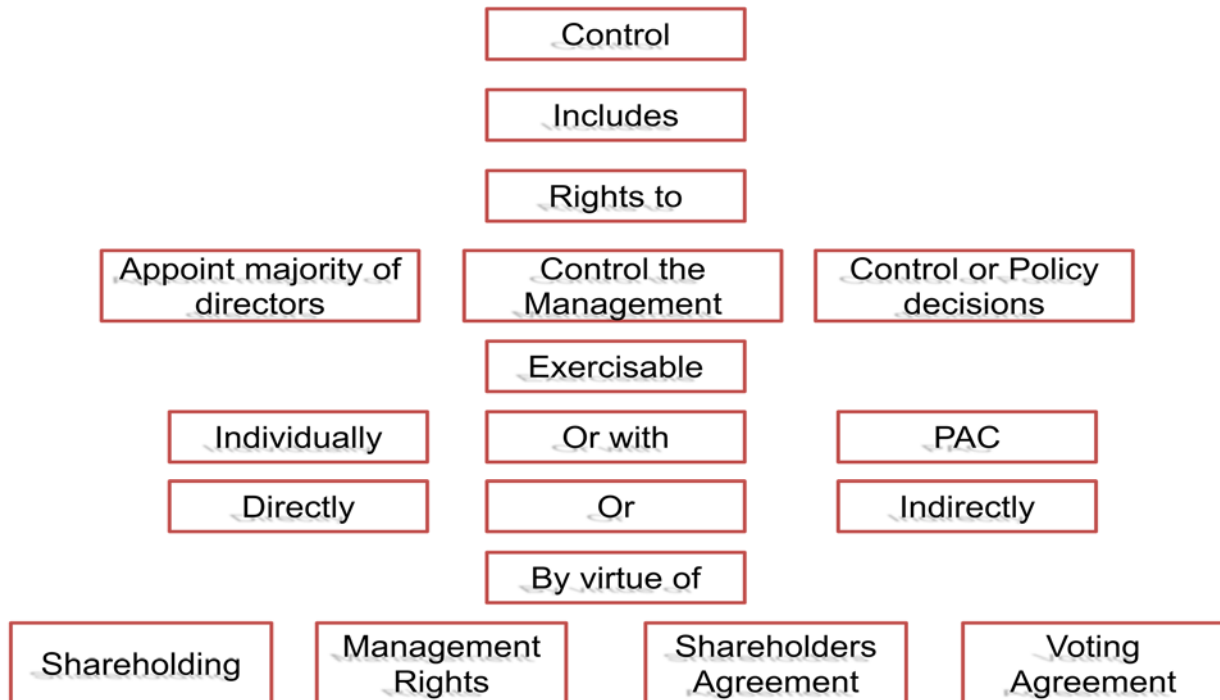 Control
Includes
Rights to
Appoint majority of
directors
Control the
Management
Control or Policy
decisions
Exercisable
Individually
Or with
PAC
Directly
Or
Indirectly
By virtue of
Shareholding
Management
Rights
Shareholders
Agreement
Voting
Agreement